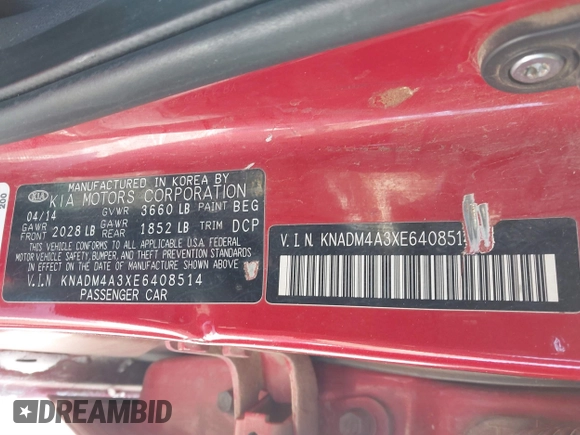 MANUFACTURED IN KOREA BY
KIA KIA MOTORS CORPORATION
04/14 GVWR 3660 LB PAINT BEG
GAWR FRONT 2028 LB GAWR REAR 1852 LB TRIM DCP
THIS VEHICLE CONFORMS TO ALL APPLICABLE U.S.A. FEDERAL
MOTOR VEHICLE SAFETY, BUMPER, AND THEFT PREVENTION STANDARDS
IN EFFECT ON THE DATE OF MANUFACTURE SHOWN ABOVE
V.I.N KNADM4A3XE6408514
PASSENGER CAR
V.I.N KNADM4A3XE640851
200
DREAMBID